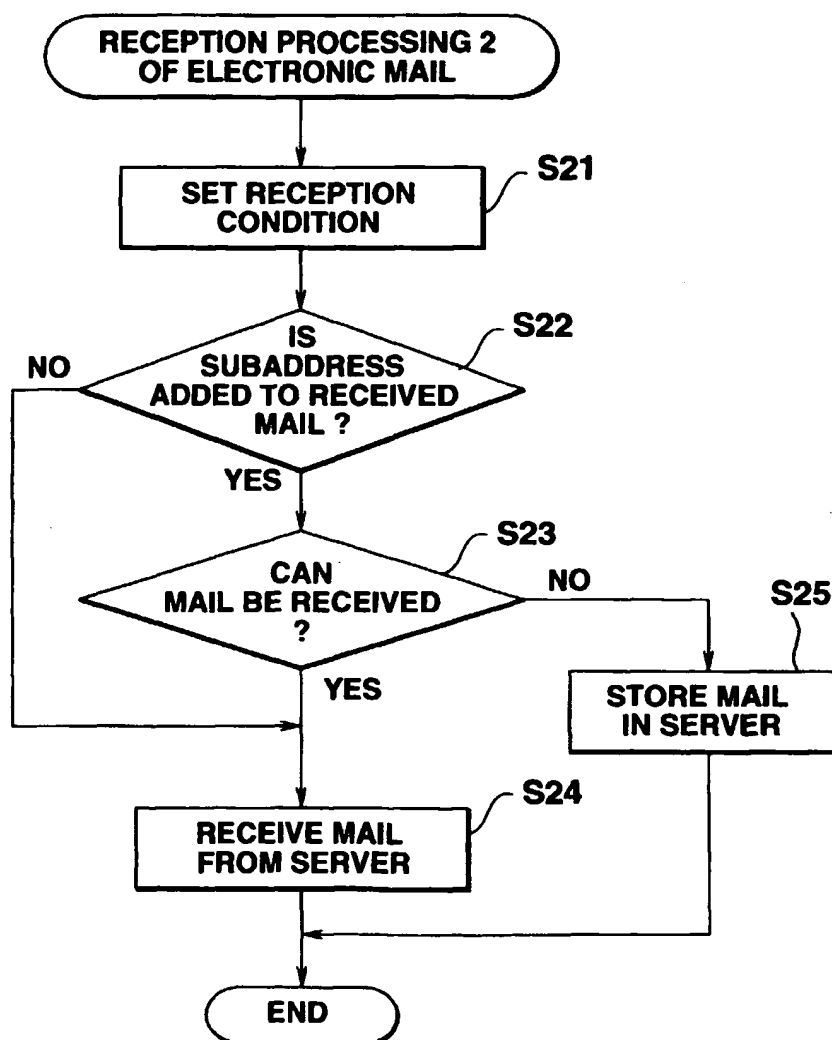 RECEPTION PROCESSING 2
OF ELECTRONIC MAIL
S21
SET RECEPTION
CONDITION
S22
IS
SUBADDRESS
ADDED TO RECEIVED
MAIL ?
NO
YES
S23
CAN
MAIL BE RECEIVED
?
NO
YES
S25
STORE MAIL
IN SERVER
S24
RECEIVE MAIL
FROM SERVER
END